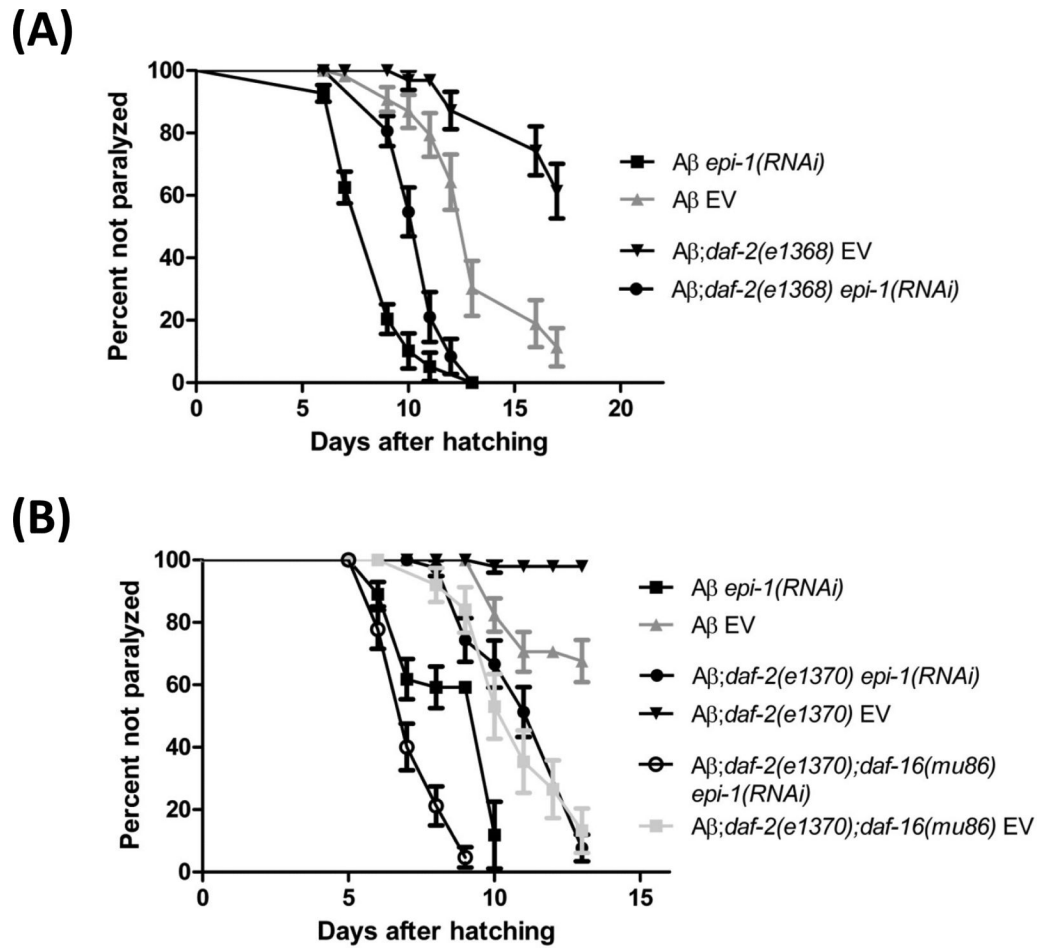 (A)
Percent not paralyzed
100
80
60
40
20
0
0 5 10 15 20
Days after hatching
Aβ epi-1(RNAi)
Aβ EV
Aβ;daf-2(e1368) EV
Aβ;daf-2(e1368) epi-1(RNAi)
(B)
Percent not paralyzed
100
80
60
40
20
0
0 5 10 15
Days after hatching
Aβ epi-1(RNAi)
Aβ EV
Aβ;daf-2(e1370) epi-1(RNAi)
Aβ;daf-2(e1370) EV
Aβ;daf-2(e1370);daf-16(mu86)
epi-1(RNAi)
Aβ;daf-2(e1370);daf-16(mu86) EV